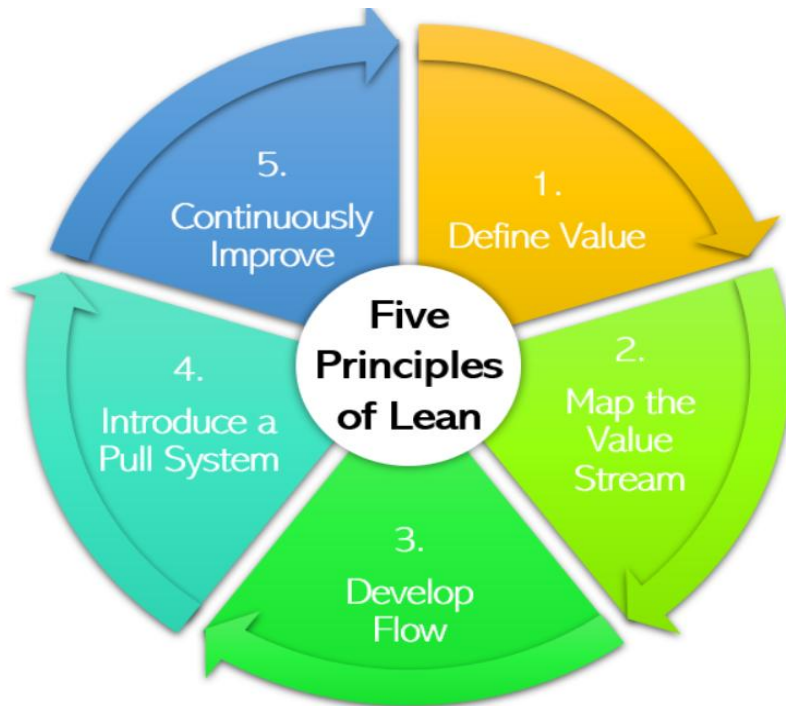 Five
Principles
of Lean
1.
Define Value
2.
Map the
Value
Stream
3.
Develop
Flow
4.
Introduce a
Pull System
5.
Continuously
Improve